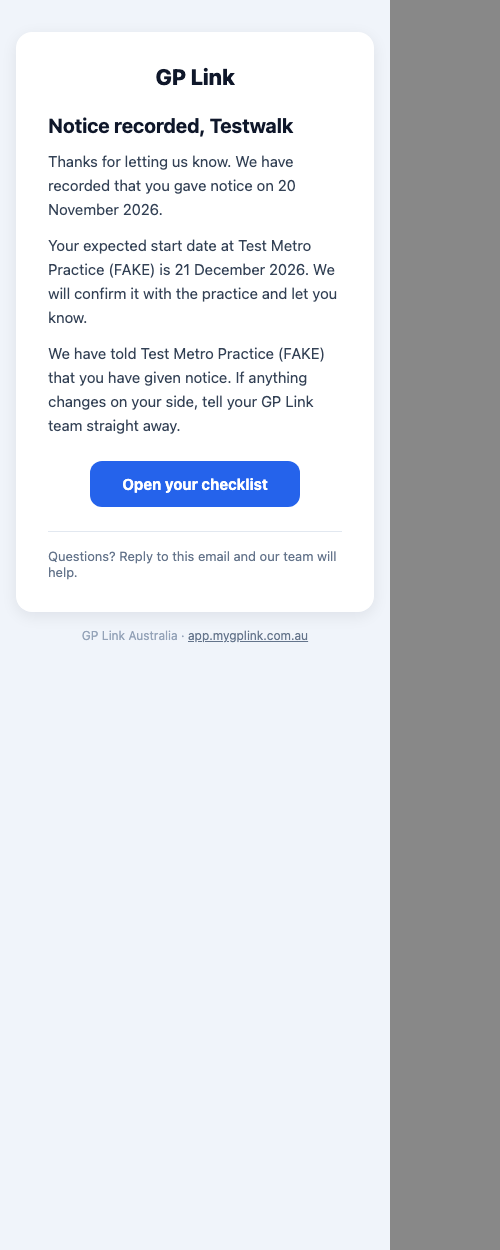 GP Link
Notice recorded, Testwalk
Thanks for letting us know. We have
recorded that you gave notice on 20
November 2026.
Your expected start date at Test Metro
Practice (FAKE) is 21 December 2026. We
will confirm it with the practice and let you
know.
We have told Test Metro Practice (FAKE)
that you have given notice. If anything
changes on your side, tell your GP Link
team straight away.
Open your checklist
Questions? Reply to this email and our team will
help.
GP Link Australia · app.mygplink.com.au